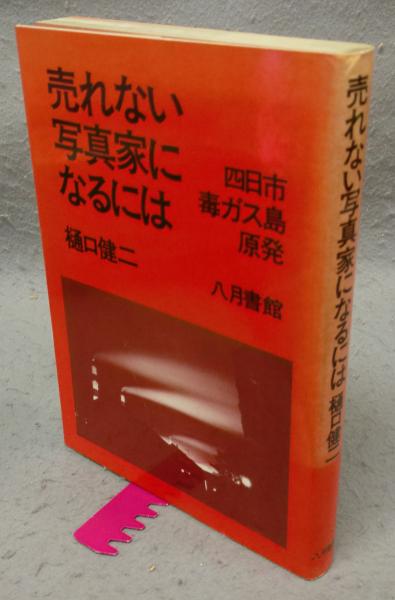 売れない
写真家に
なるには
樋口健二
四日市
毒ガス島
原発
八月書館
売れない写真家になるには 樋口健二